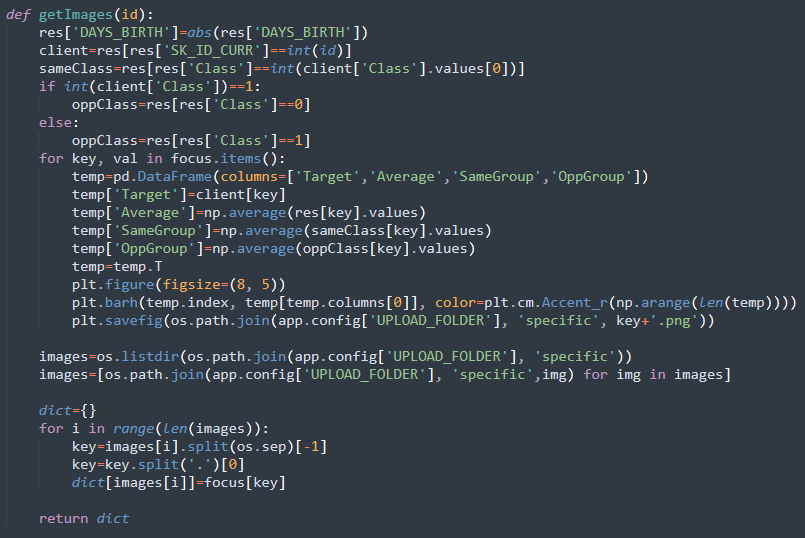 def getImages(id):
    res['DAYS_BIRTH']=abs(res['DAYS_BIRTH'])
    client=res[res['SK_ID_CURR']==int(id)]
    sameClass=res[res['Class']==int(client['Class'].values[0])]
    if int(client['Class'])==1:
        oppClass=res[res['Class']==0]
    else:
        oppClass=res[res['Class']==1]
    for key, val in focus.items():
        temp=pd.DataFrame(columns=['Target','Average','SameGroup','OppGroup'])
        temp['Target']=client[key]
        temp['Average']=np.average(res[key].values)
        temp['SameGroup']=np.average(sameClass[key].values)
        temp['OppGroup']=np.average(oppClass[key].values)
        temp=temp.T
        plt.figure(figsize=(8, 5))
        plt.barh(temp.index, temp[temp.columns[0]], color=plt.cm.Accent_r(np.arange(len(temp))))
        plt.savefig(os.path.join(app.config['UPLOAD_FOLDER'], 'specific', key+'.png'))

    images=os.listdir(os.path.join(app.config['UPLOAD_FOLDER'], 'specific'))
    images=[os.path.join(app.config['UPLOAD_FOLDER'], 'specific',img) for img in images]

    dict={}
    for i in range(len(images)):
        key=images[i].split(os.sep)[-1]
        key=key.split('.')[0]
        dict[images[i]]=focus[key]

    return dict